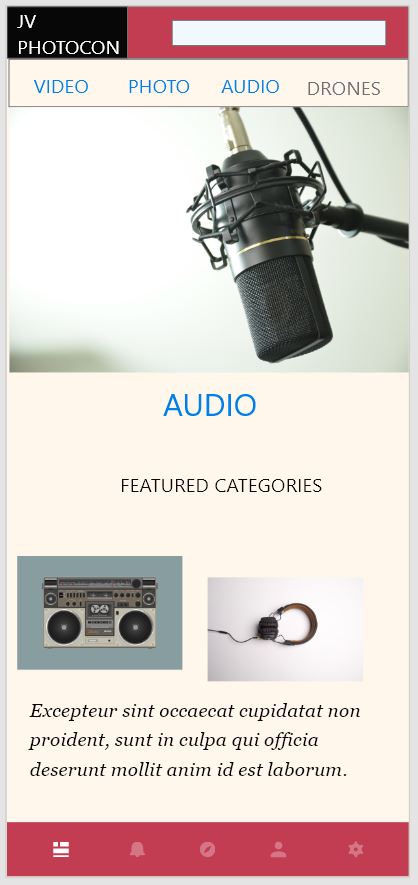 JV
PHOTOCON
VIDEO PHOTO AUDIO DRONES
AUDIO
FEATURED CATEGORIES
Excepteur sint occaecat cupidatat non
proident, sunt in culpa qui officia
deserunt mollit anim id est laborum.